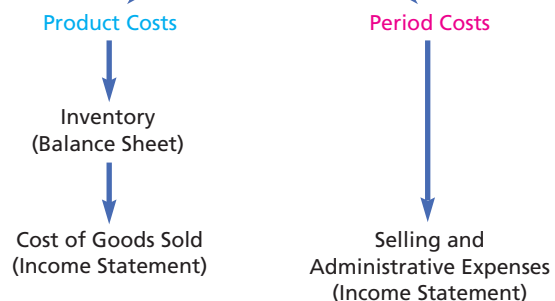 Product Costs
Period Costs
Inventory
(Balance Sheet)
Cost of Goods Sold
(Income Statement)
Selling and
Administrative Expenses
(Income Statement)